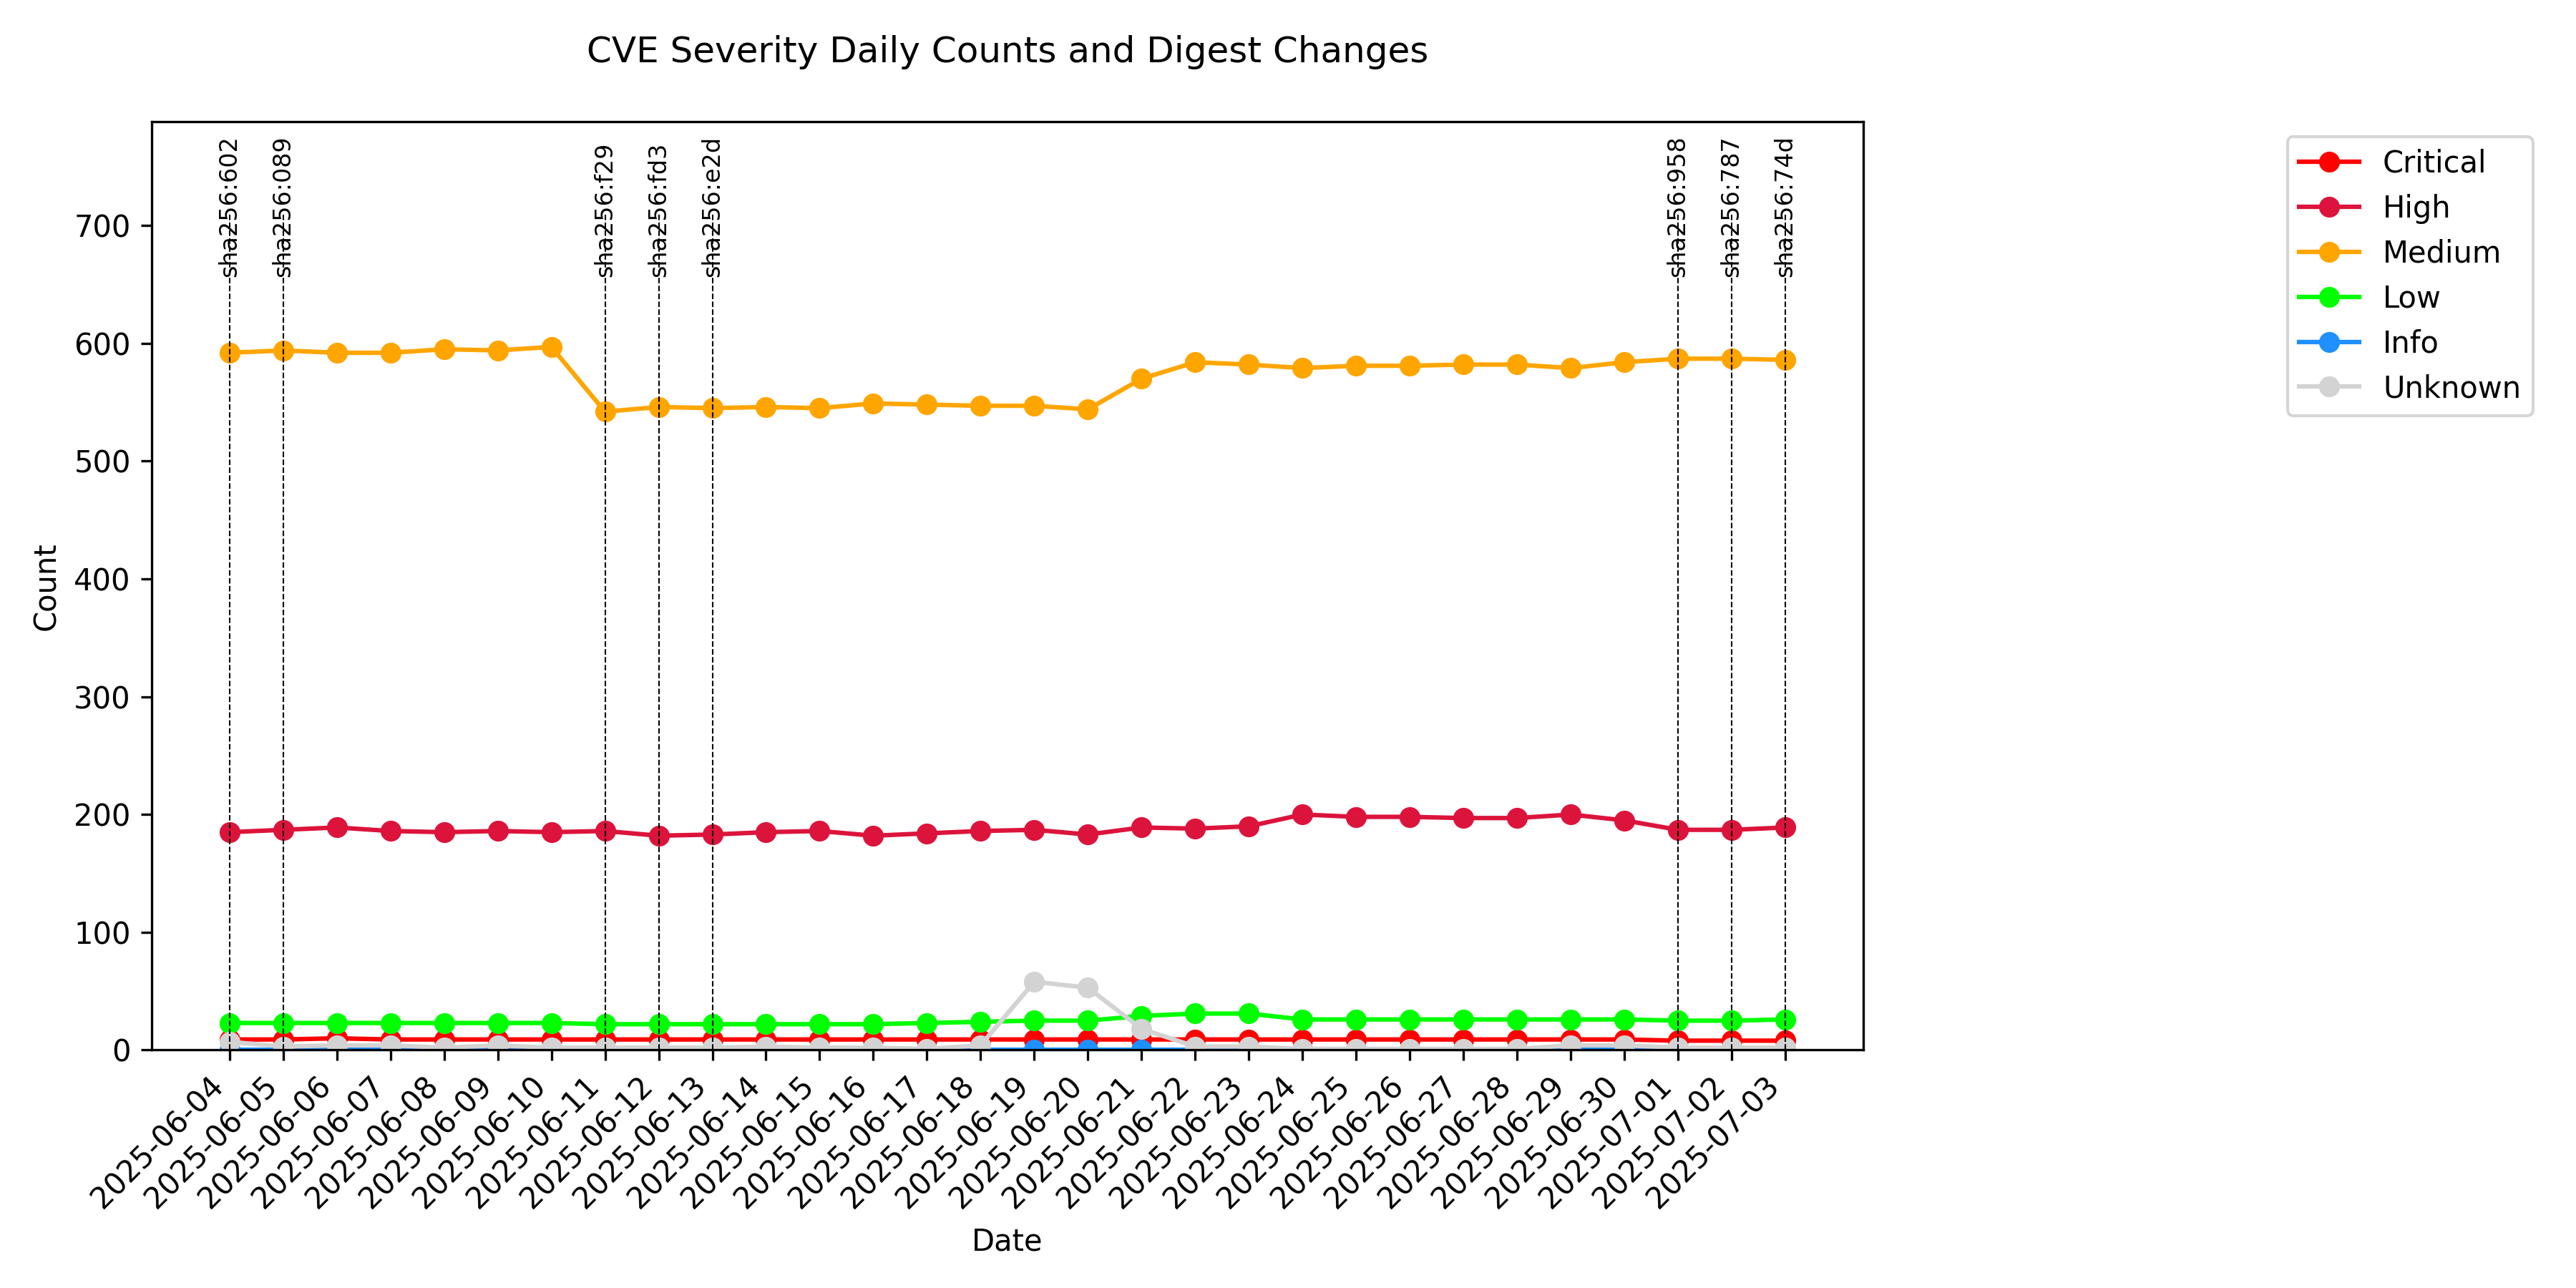 CVE Severity Daily Counts and Digest Changes
sha256:602
sha256:089
sha256:f29
sha256:fd3
sha256:e2d
sha256:958
sha256:787
sha256:74d
Critical
High
Medium
Low
Info
Unknown
Count
700
600
500
400
300
200
100
0
2025-06-04
2025-06-05
2025-06-06
2025-06-07
2025-06-08
2025-06-09
2025-06-10
2025-06-11
2025-06-12
2025-06-13
2025-06-14
2025-06-15
2025-06-16
2025-06-17
2025-06-18
2025-06-19
2025-06-20
2025-06-21
2025-06-22
2025-06-23
2025-06-24
2025-06-25
2025-06-26
2025-06-27
2025-06-28
2025-06-29
2025-06-30
2025-07-01
2025-07-02
2025-07-03
Date